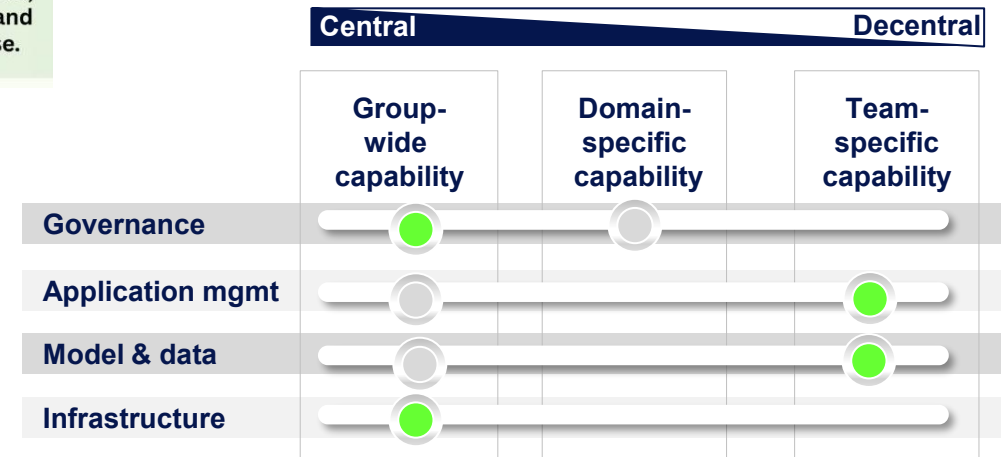 and
se.
Central
Decentral
Group-
wide
capability
Domain-
specific
capability
Team-
specific
capability
Governance
Application mgmt
Model & data
Infrastructure